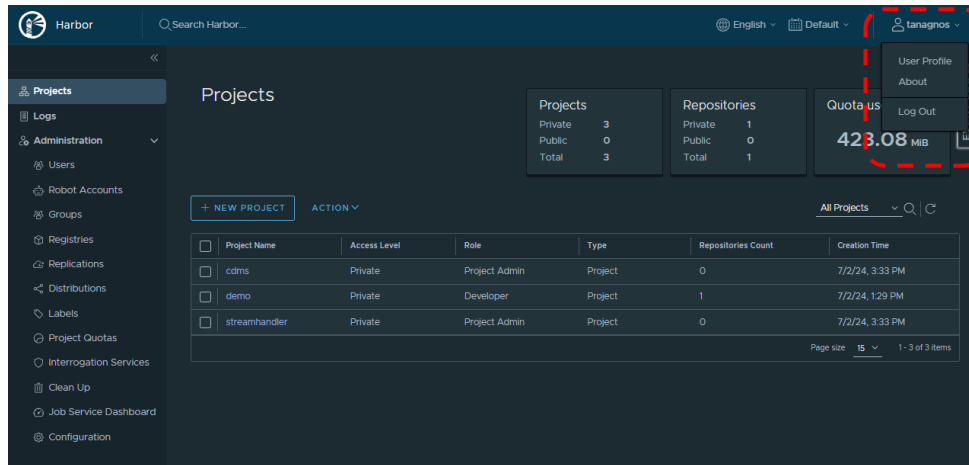 Harbor
Search Harbor...
English
Default
tanagnos
User Profile
About
Log Out
Projects
Logs
Administration
Users
Robot Accounts
Groups
Registries
Replications
Distributions
Labels
Project Quotas
Interrogation Services
Clean Up
Job Service Dashboard
Configuration
Projects
Projects
Private 3
Public 0
Total 3
Repositories
Private 1
Public 0
Total 1
Quota us
423.08 MiB
+ NEW PROJECT ACTION
All Projects
Project Name Access Level Role Type Repositories Count Creation Time
cdms Private Project Admin Project 0 7/2/24, 3:33 PM
demo Private Developer Project 1 7/2/24, 1:29 PM
streamhandler Private Project Admin Project 0 7/2/24, 3:33 PM
Page size 15 1 - 3 of 3 items